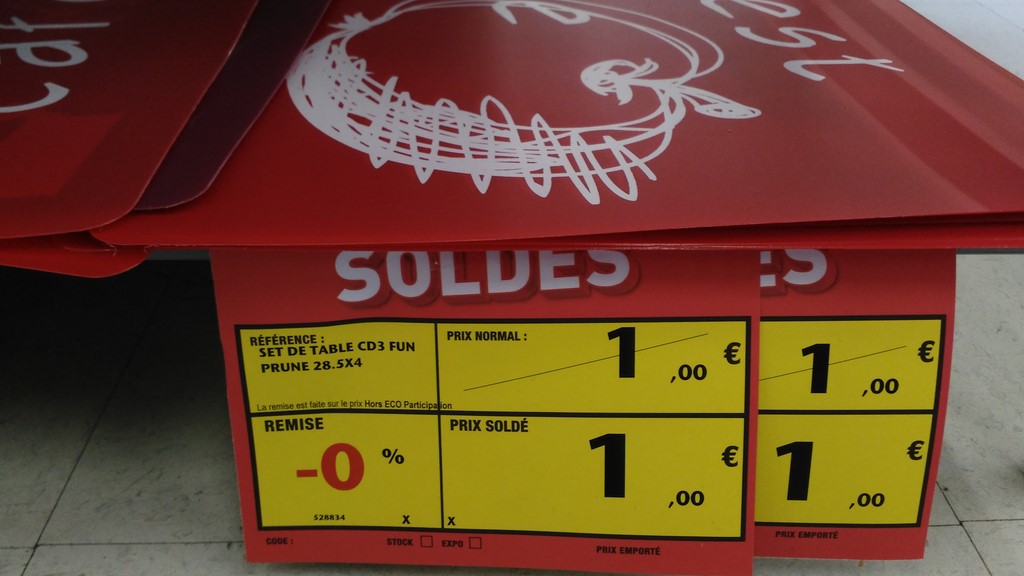 est
SOLDES
RÉFÉRENCE :
SET DE TABLE CD3 FUN
PRUNE 28.5X4
La remise est faite sur le prix Hors ECO Participation
PRIX NORMAL :
1,00 €
REMISE
-0 %
528834 X
PRIX SOLDÉ
1,00 €
X
CODE : STOCK EXPO PRIX EMPORTÉ
ES
1,00 €
1,00 €
PRIX EMPORTÉ